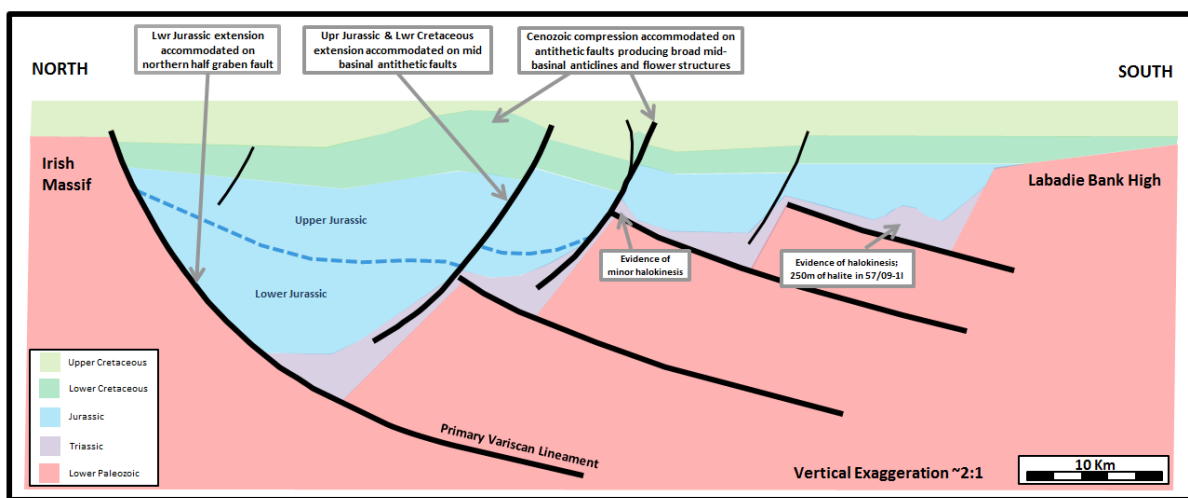 Lwr Jurassic extension
accommodated on
northern half graben fault
Upr Jurassic & Lwr Cretaceous
extension accommodated on mid
basinal antithetic faults
Cenozoic compression accommodated on
antithetic faults producing broad mid-
basinal anticlines and flower structures
NORTH
SOUTH
Irish
Massif
Labadie Bank High
Upper Jurassic
Evidence of
minor halokinesis
Evidence of halokinesis;
250m of halite in 57/09-1I
Lower Jurassic
Upper Cretaceous
Lower Cretaceous
Jurassic
Triassic
Lower Paleozoic
Primary Variscan Lineament
Vertical Exaggeration ~2:1
10 Km